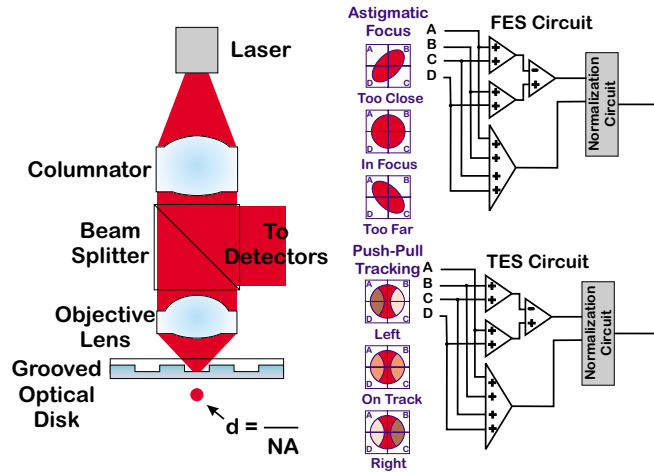 Laser
Columnator
Beam
Splitter
To
Detectors
Objective
Lens
Grooved
Optical
Disk
d = 
NA
Astigmatic
Focus
A B
D C
Too Close
A B
D C
In Focus
A B
D C
Too Far
FES Circuit
A
B
C
D
+
+
+
+
-
+
+
+
+
+
Normalization
Circuit
Push-Pull
Tracking
A B
D C
Left
A B
D C
On Track
A B
D C
Right
TES Circuit
A
B
C
D
+
+
+
+
-
+
+
+
+
+
Normalization
Circuit